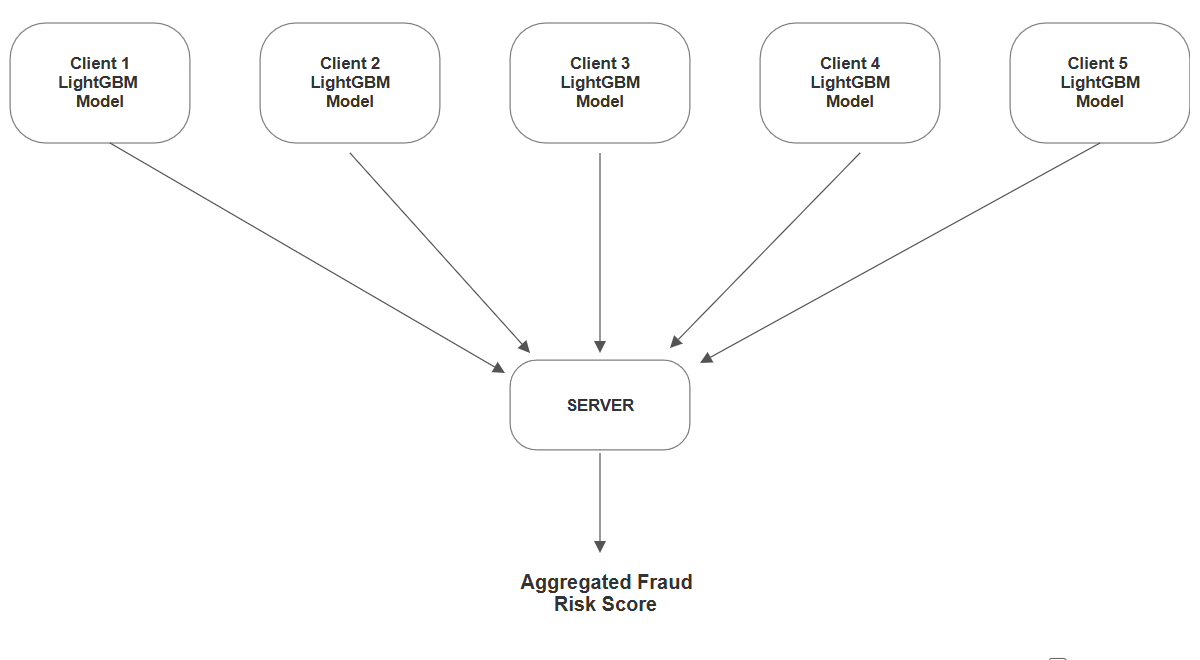 Client 1
LightGBM
Model
Client 2
LightGBM
Model
Client 3
LightGBM
Model
Client 4
LightGBM
Model
Client 5
LightGBM
Model
SERVER
Aggregated Fraud
Risk Score